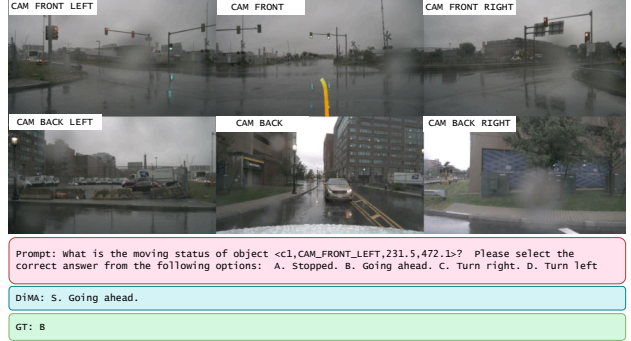 CAM FRONT LEFT
CAM FRONT
CAM FRONT RIGHT
CAM BACK LEFT
CAM BACK
CAM BACK RIGHT
Prompt: What is the moving status of object <c1,CAM_FRONT_LEFT,231.5,472.1>? Please select the
correct answer from the following options: A. Stopped. B. Going ahead. C. Turn right. D. Turn left
DiMA: S. Going ahead.
GT: B